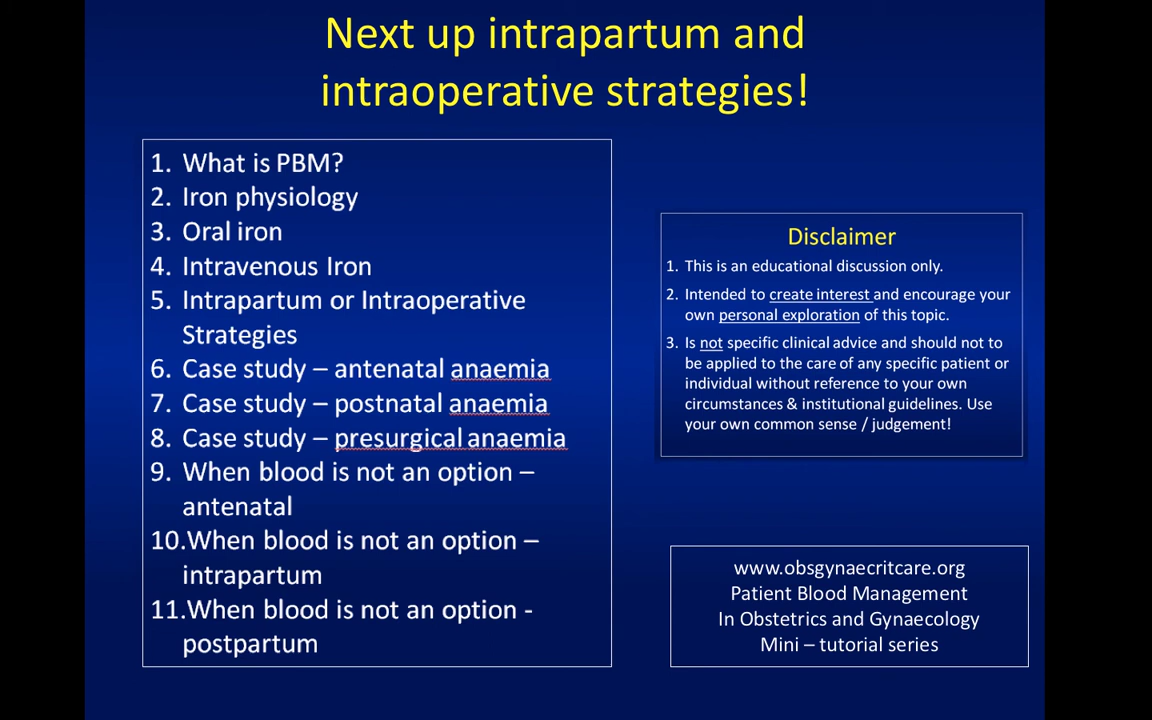 Next up intrapartum and
intraoperative strategies!
1. What is PBM?
2. Iron physiology
3. Oral iron
4. Intravenous Iron
5. Intrapartum or Intraoperative
Strategies
6. Case study – antenatal anaemia
7. Case study – postnatal anaemia
8. Case study – presurgical anaemia
9. When blood is not an option –
antenatal
10.When blood is not an option –
intrapartum
11.When blood is not an option -
postpartum
Disclaimer
1. This is an educational discussion only.
2. Intended to create interest and encourage your
own personal exploration of this topic.
3. Is not specific clinical advice and should not to
be applied to the care of any specific patient or
individual without reference to your own
circumstances & institutional guidelines. Use
your own common sense / judgement!
www.obsgynaecritcare.org
Patient Blood Management
In Obstetrics and Gynaecology
Mini – tutorial series